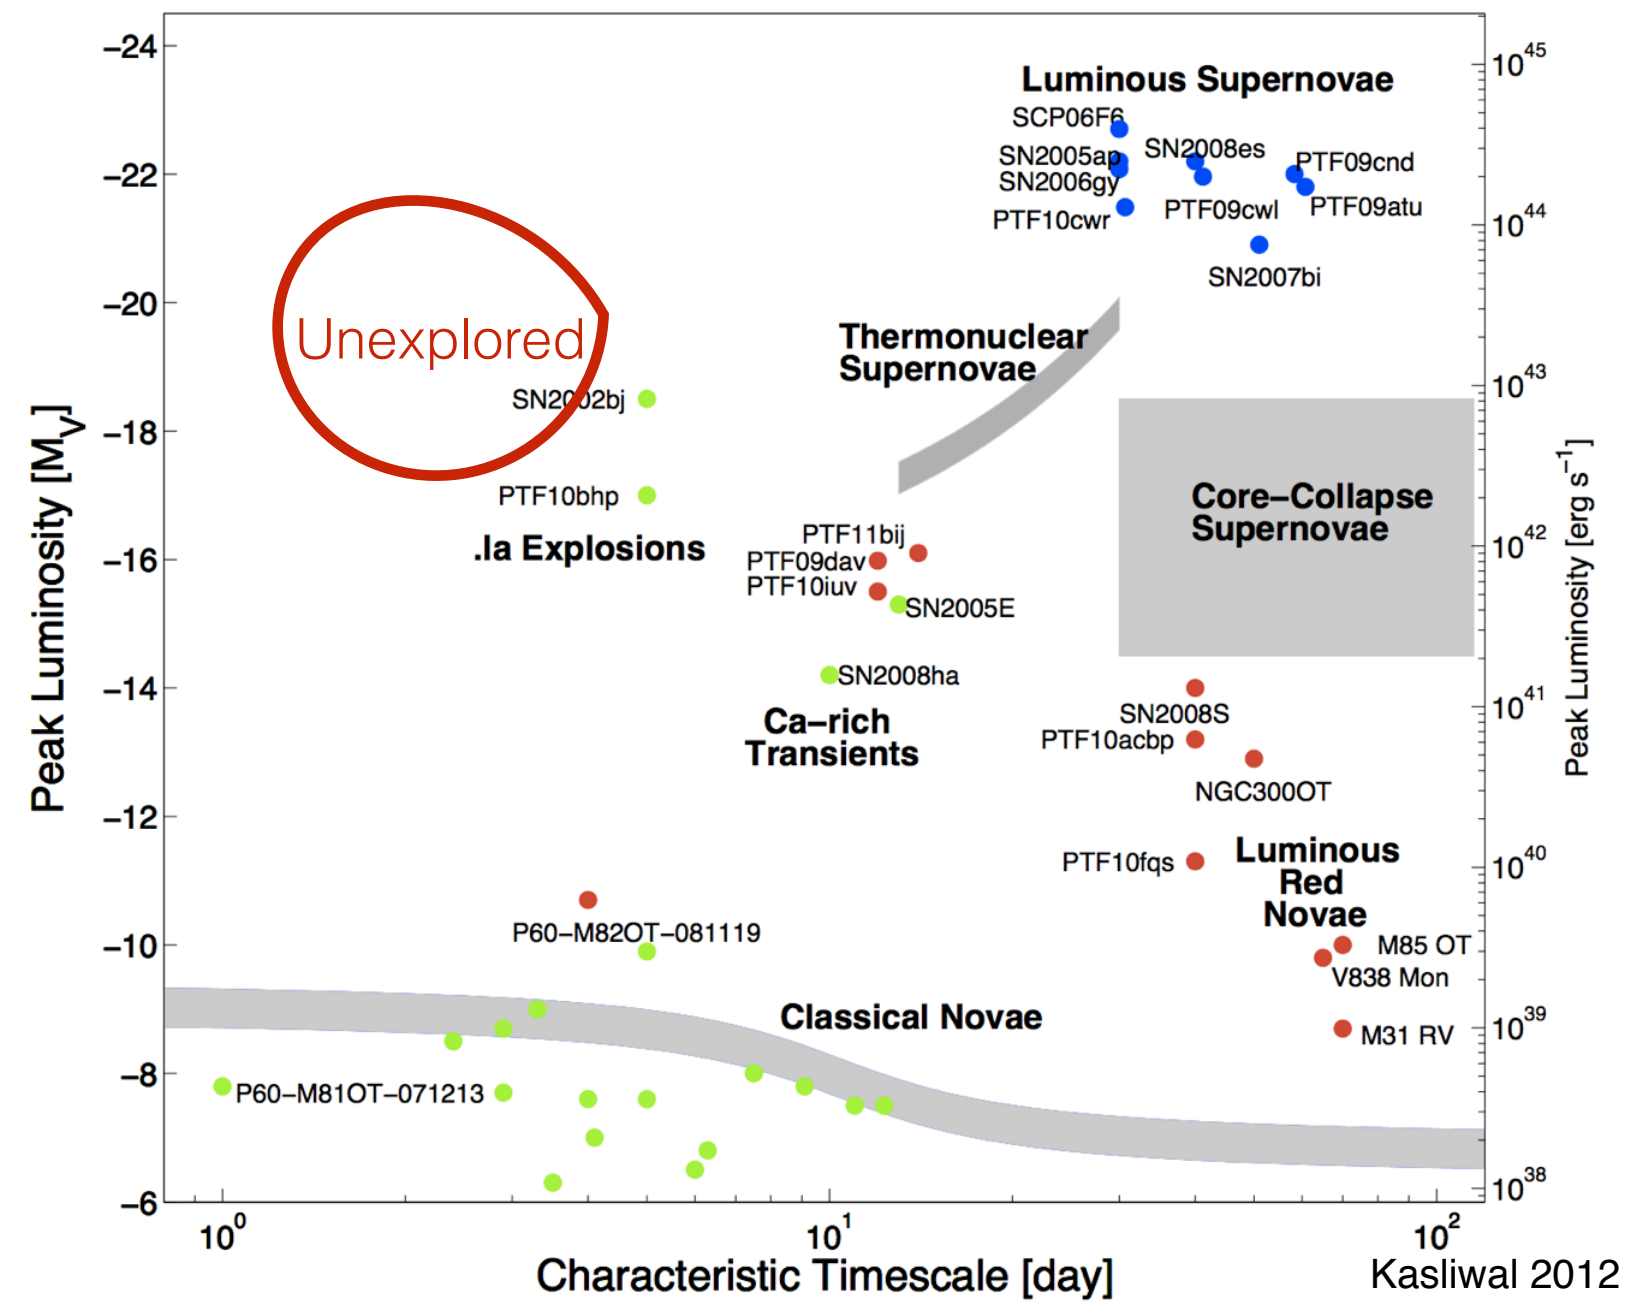 Luminous Supernovae
SCP06F6
SN2005ap
SN2008es
PTF09cnd
SN2006gy
PTF10cwr
PTF09cwl
PTF09atu
SN2007bi
Unexplored
Thermonuclear
Supernovae
SN2002bj
PTF10bhp
.Ia Explosions
Core–Collapse
Supernovae
PTF11bij
PTF09dav
PTF10iuv
SN2005E
SN2008ha
Ca–rich
Transients
SN2008S
PTF10acbp
NGC300OT
PTF10fqs
Luminous
Red
Novae
P60–M82OT–081119
M85 OT
V838 Mon
Classical Novae
M31 RV
P60–M81OT–071213
Peak Luminosity [M_V]
–24
–22
–20
–18
–16
–14
–12
–10
–8
–6
10^45
10^44
10^43
10^42
10^41
10^40
10^39
10^38
Peak Luminosity [erg s^–1]
10^0
10^1
10^2
Characteristic Timescale [day]
Kasliwal 2012